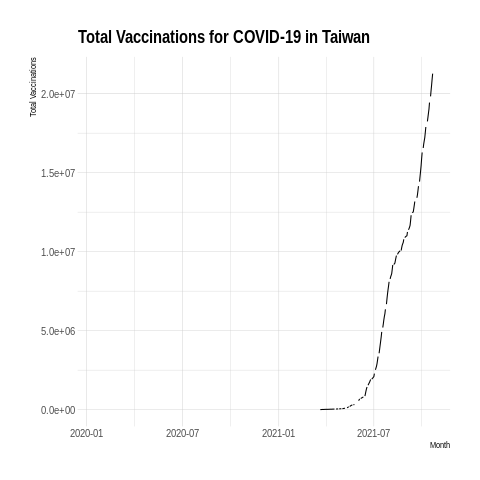 Total Vaccinations for COVID-19 in Taiwan
Total Vaccinations
2.0e+07
1.5e+07
1.0e+07
5.0e+06
0.0e+00
2020-01 2020-07 2021-01 2021-07
Month